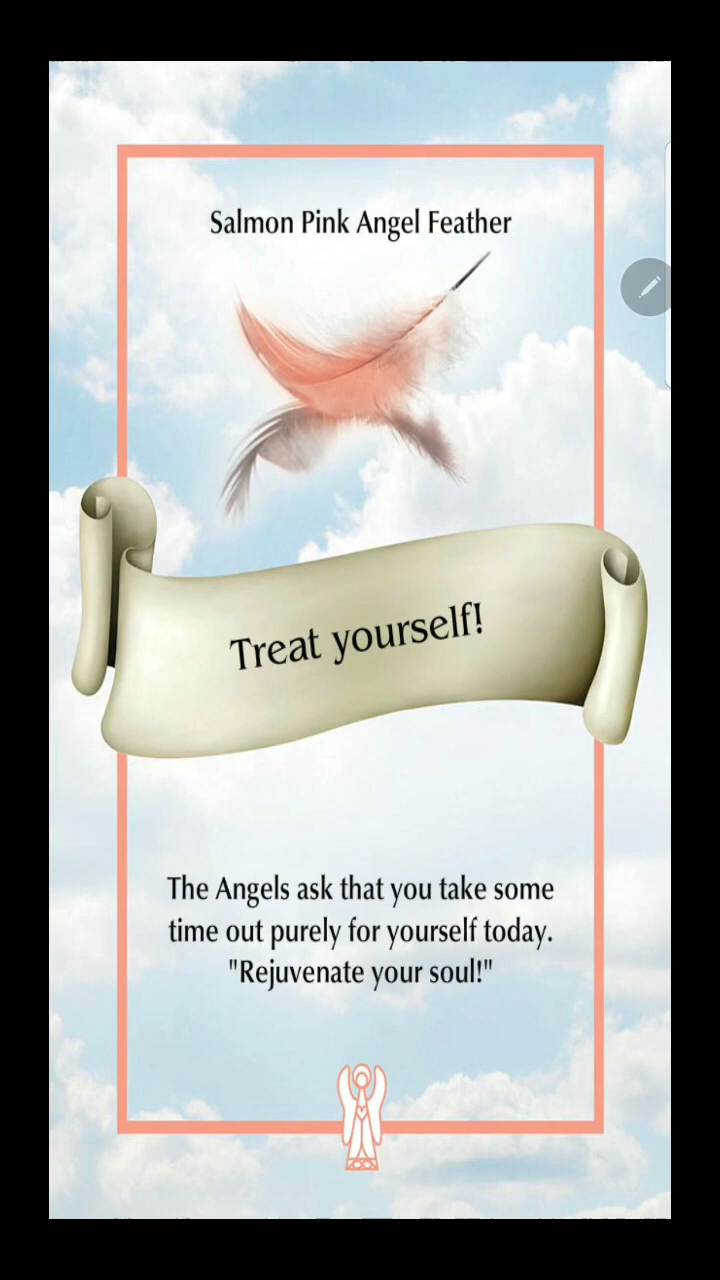 Salmon Pink Angel Feather
Treat yourself!
The Angels ask that you take some
time out purely for yourself today.
"Rejuvenate your soul!"